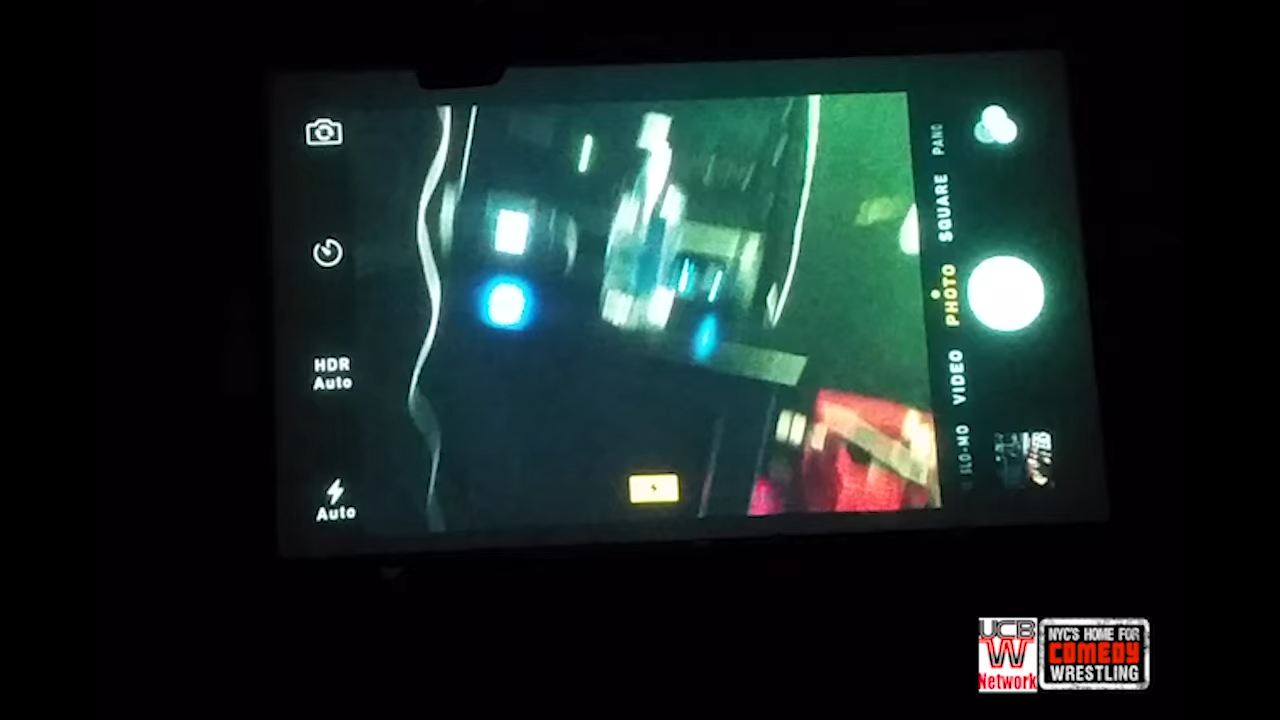 HDR
Auto
Auto
PANO
SQUARE
PHOTO
VIDEO
SLO-MO
UCB
W
Network
NYC'S HOME FOR
COMEDY
WRESTLING